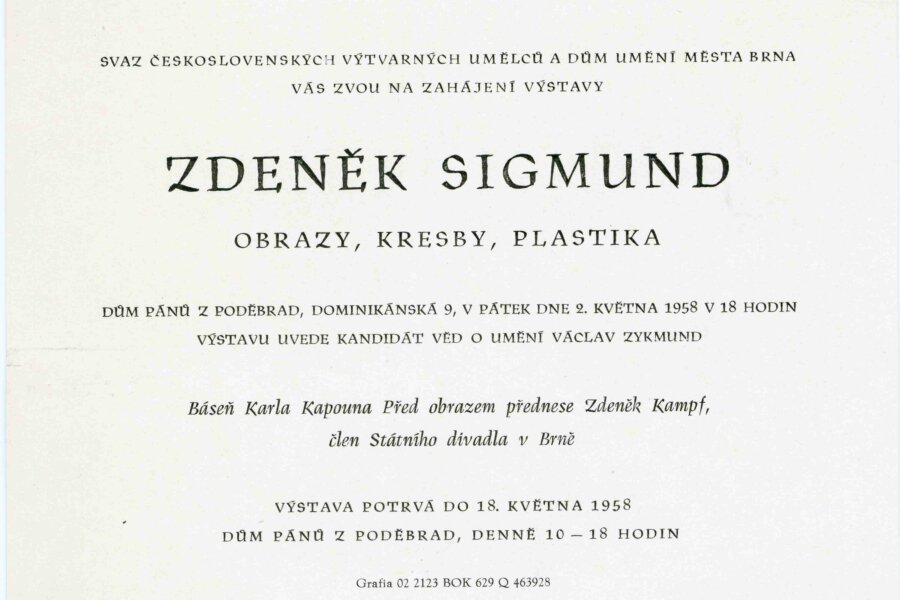 SVAZ ČESKOSLOVENSKÝCH VÝTVARNÝCH UMĚLCŮ A DŮM UMĚNÍ MĚSTA BRNA
VÁS ZVOU NA ZAHÁJENÍ VÝSTAVY
ZDENĚK SIGMUND
OBRAZY, KRESBY, PLASTIKA
DŮM PÁNŮ Z PODĚBRAD, DOMINIKÁNSKÁ 9, V PÁTEK DNE 2. KVĚTNA 1958 V 18 HODIN
VÝSTAVU UVEDE KANDIDÁT VĚD O UMĚNÍ VÁCLAV ZYKMUND
Báseň Karla Kapouna Před obrazem přednese Zdeněk Kampf,
člen Státního divadla v Brně
VÝSTAVA POTRVÁ DO 18. KVĚTNA 1958
DŮM PÁNŮ Z PODĚBRAD, DENNĚ 10 – 18 HODIN
Grafia 02 2123 BOK 629 Q 463928